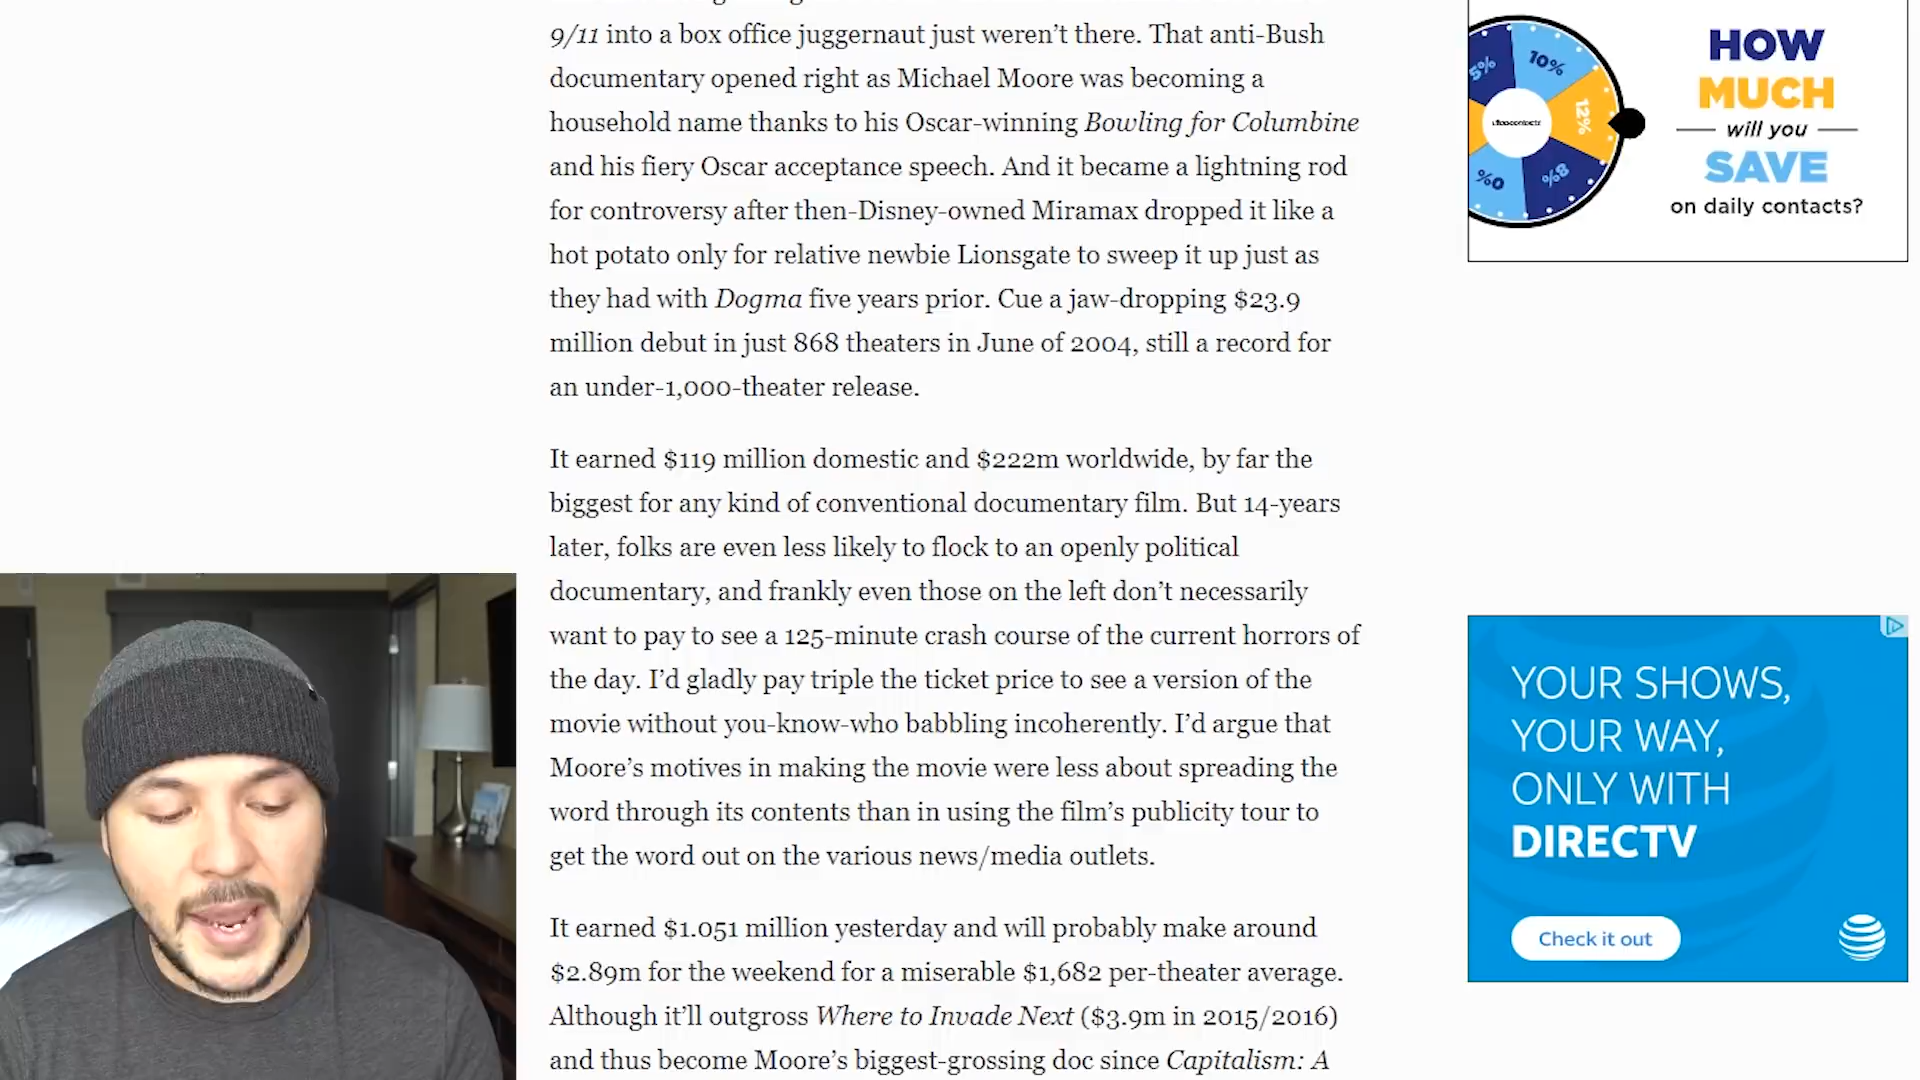 9/11 into a box office juggernaut just weren’t there. That anti-Bush
documentary opened right as Michael Moore was becoming a
household name thanks to his Oscar-winning Bowling for Columbine
and his fiery Oscar acceptance speech. And it became a lightning rod
for controversy after then-Disney-owned Miramax dropped it like a
hot potato only for relative newbie Lionsgate to sweep it up just as
they had with Dogma five years prior. Cue a jaw-dropping $23.9
million debut in just 868 theaters in June of 2004, still a record for
an under-1,000-theater release.
It earned $119 million domestic and $222m worldwide, by far the
biggest for any kind of conventional documentary film. But 14-years
later, folks are even less likely to flock to an openly political
documentary, and frankly even those on the left don’t necessarily
want to pay to see a 125-minute crash course of the current horrors of
the day. I’d gladly pay triple the ticket price to see a version of the
movie without you-know-who babbling incoherently. I’d argue that
Moore’s motives in making the movie were less about spreading the
word through its contents than in using the film’s publicity tour to
get the word out on the various news/media outlets.
It earned $1.051 million yesterday and will probably make around
$2.89m for the weekend for a miserable $1,682 per-theater average.
Although it’ll outgross Where to Invade Next ($3.9m in 2015/2016)
and thus become Moore’s biggest-grossing doc since Capitalism: A
5%
10%
12%
8%
0%
HOW
MUCH
will you
SAVE
on daily contacts?
YOUR SHOWS,
YOUR WAY,
ONLY WITH
DIRECTV
Check it out